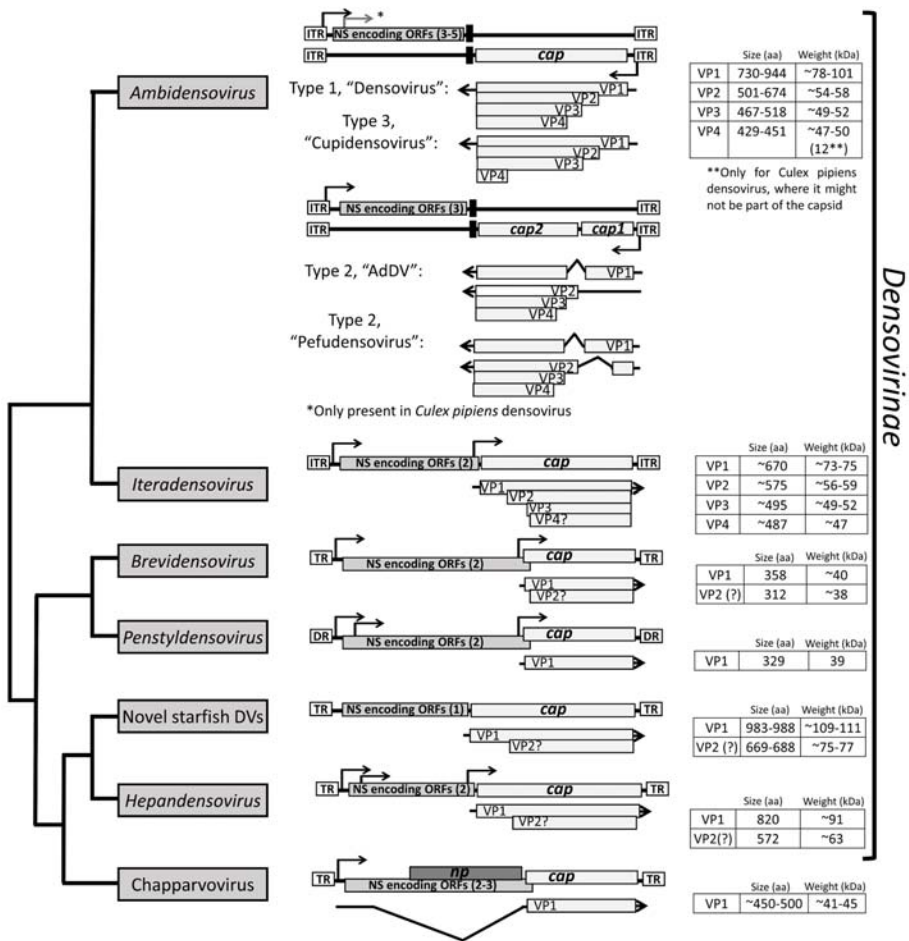 *
ITR NS encoding ORFs (3-5) ITR
ITR cap ITR
Ambidensovirus
Type 1, "Densovirus":
VP1
VP2
VP3
VP4
Type 3,
"Cupidensovirus":
VP1
VP2
VP3
VP4
Size (aa) Weight (kDa)
VP1 730-944 ~78-101
VP2 501-674 ~54-58
VP3 467-518 ~49-52
VP4 429-451 ~47-50
(12**)
**Only for Culex pipiens
densovirus, where it might
not be part of the capsid
ITR NS encoding ORFs (3) ITR
ITR cap2 cap1 ITR
Type 2, "AdDV":
VP1
VP2
VP3
VP4
Type 2,
"Pefudensovirus":
VP1
VP2
VP3
VP4
*Only present in Culex pipiens densovirus
Densovirinae
Iteradensovirus
ITR NS encoding ORFs (2) cap ITR
VP1
VP2
VP3
VP4?
Size (aa) Weight (kDa)
VP1 ~670 ~73-75
VP2 ~575 ~56-59
VP3 ~495 ~49-52
VP4 ~487 ~47
Brevidensovirus
TR NS encoding ORFs (2) cap TR
VP1
VP2?
Size (aa) Weight (kDa)
VP1 358 ~40
VP2 (?) 312 ~38
Penstyldensovirus
DR NS encoding ORFs (2) cap DR
VP1
Size (aa) Weight (kDa)
VP1 329 39
Novel starfish DVs
TR NS encoding ORFs (1) cap TR
VP1
VP2?
Size (aa) Weight (kDa)
VP1 983-988 ~109-111
VP2 (?) 669-688 ~75-77
Hepandensovirus
TR NS encoding ORFs (2) cap TR
VP1
VP2?
Size (aa) Weight (kDa)
VP1 820 ~91
VP2(?) 572 ~63
Chapparvovirus
np
TR NS encoding ORFs (2-3) cap TR
VP1
Size (aa) Weight (kDa)
VP1 ~450-500 ~41-45